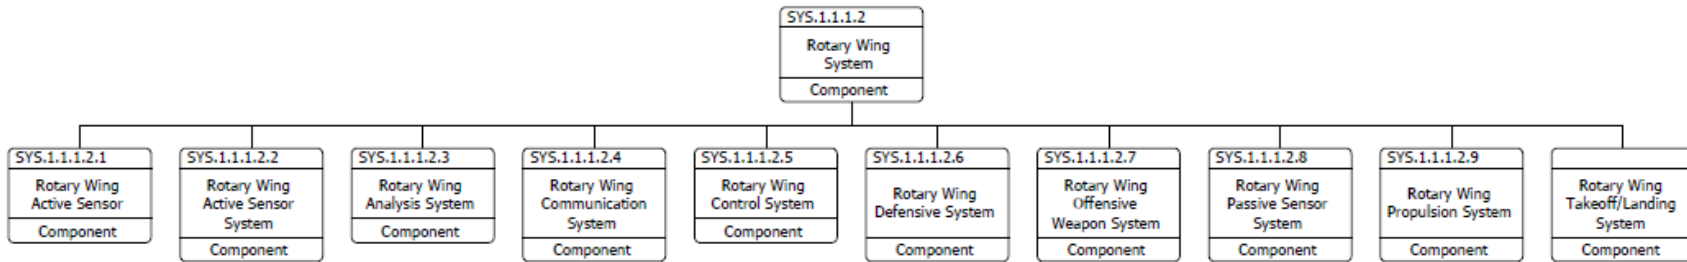 SYS.1.1.1.2
Rotary Wing
System
Component
SYS.1.1.1.2.1
Rotary Wing
Active Sensor
Component
SYS.1.1.1.2.2
Rotary Wing
Active Sensor
System
Component
SYS.1.1.1.2.3
Rotary Wing
Analysis System
Component
SYS.1.1.1.2.4
Rotary Wing
Communication
System
Component
SYS.1.1.1.2.5
Rotary Wing
Control System
Component
SYS.1.1.1.2.6
Rotary Wing
Defensive System
Component
SYS.1.1.1.2.7
Rotary Wing
Offensive
Weapon System
Component
SYS.1.1.1.2.8
Rotary Wing
Passive Sensor
System
Component
SYS.1.1.1.2.9
Rotary Wing
Propulsion System
Component
Rotary Wing
Takeoff/Landing
System
Component